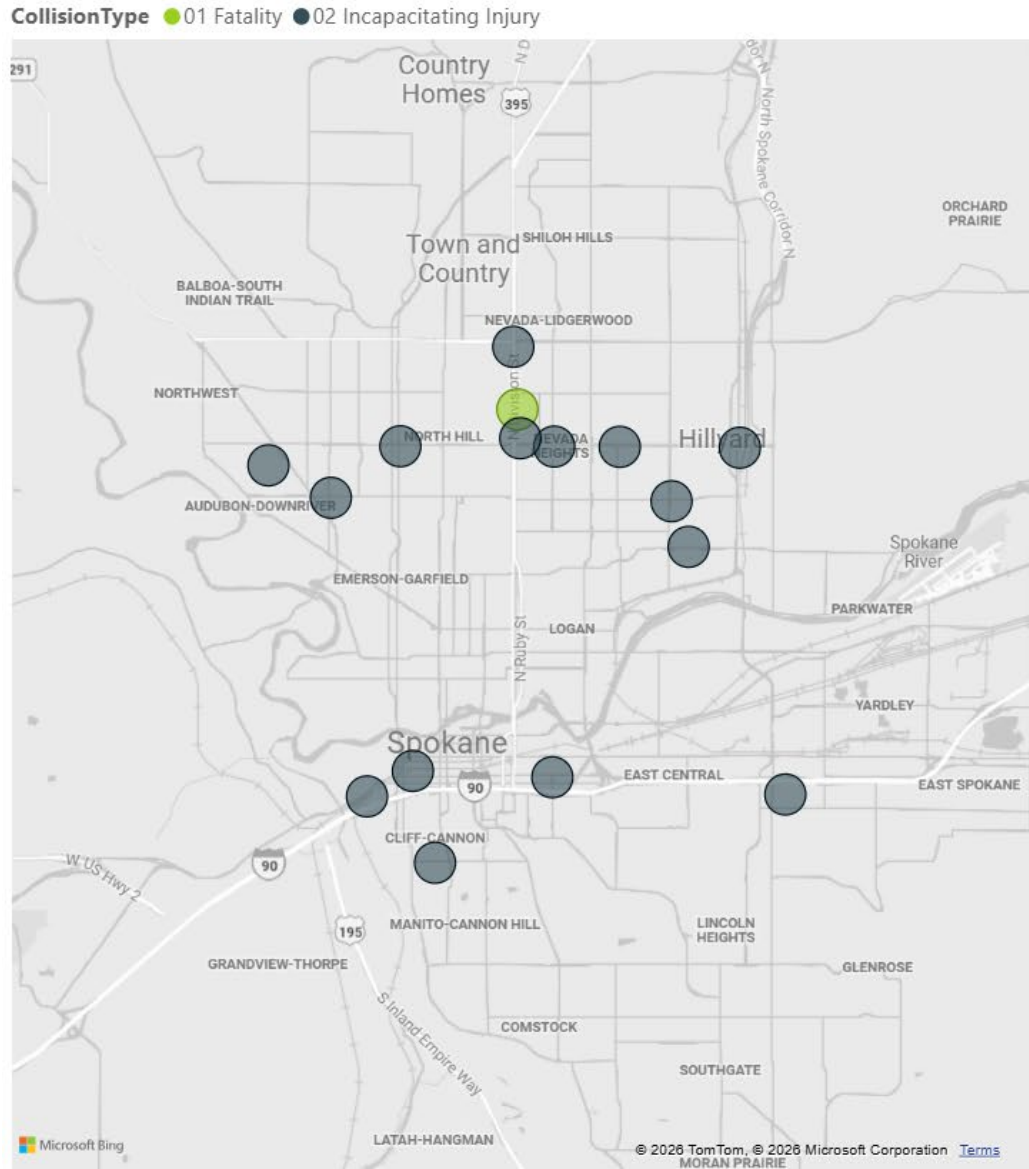 CollisionType 01 Fatality 02 Incapacitating Injury
291
Country
Homes
N D
395
North Spokane Corridor N
ORCHARD
PRAIRIE
Town and
Country
SHILOH HILLS
BALBOA-SOUTH
INDIAN TRAIL
NEVADA-LIDGERWOOD
NORTHWEST
N Division St
NORTH HILL
NEVADA
HEIGHTS
Hillyard
AUDUBON-DOWNRIVER
Spokane
River
EMERSON-GARFIELD
PARKWATER
LOGAN
N Ruby St
YARDLEY
Spokane
EAST CENTRAL
EAST SPOKANE
90
CLIFF-CANNON
90
W US Hwy 2
195
MANITO-CANNON HILL
LINCOLN
HEIGHTS
GRANDVIEW-THORPE
GLENROSE
S Inland Empire Way
COMSTOCK
SOUTHGATE
Microsoft Bing
LATAH-HANGMAN
© 2026 TomTom, © 2026 Microsoft Corporation Terms
MORAN PRAIRIE